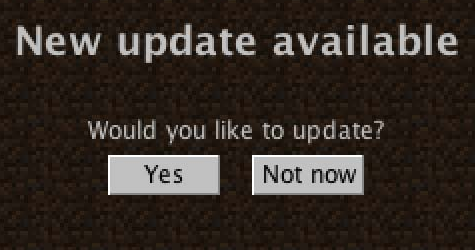 New update available
Would you like to update?
Yes Not now